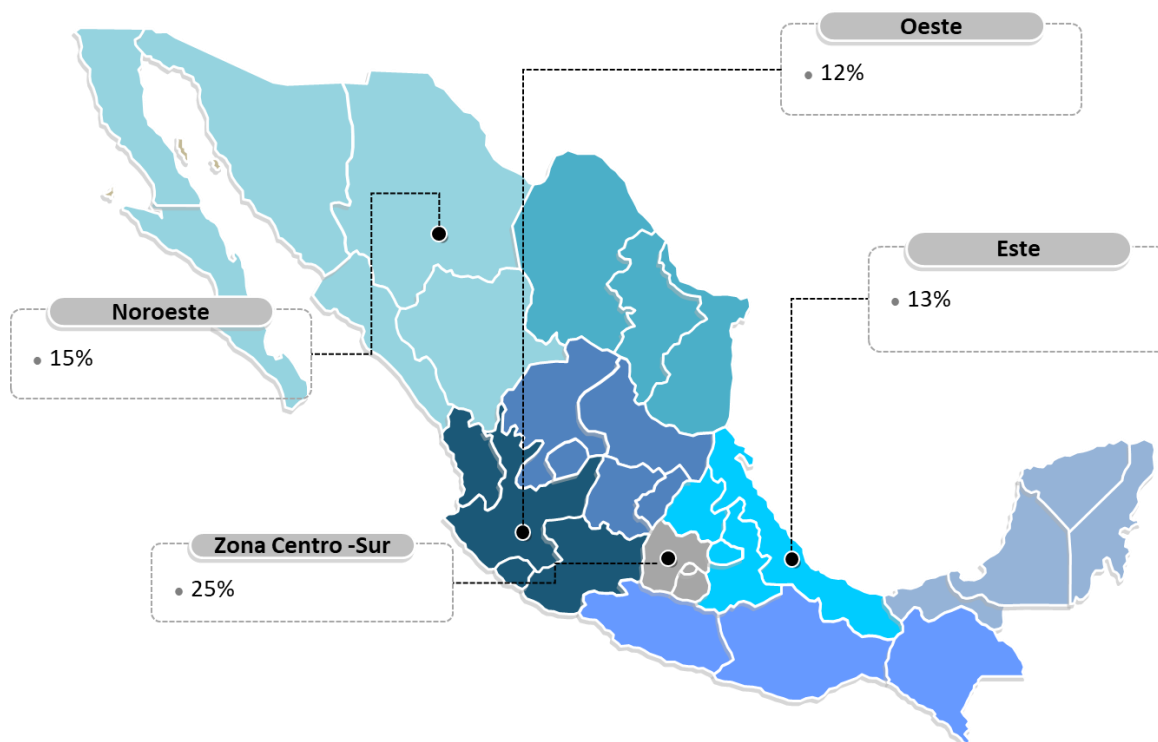 Oeste
• 12%
Este
• 13%
Noroeste
• 15%
Zona Centro -Sur
• 25%